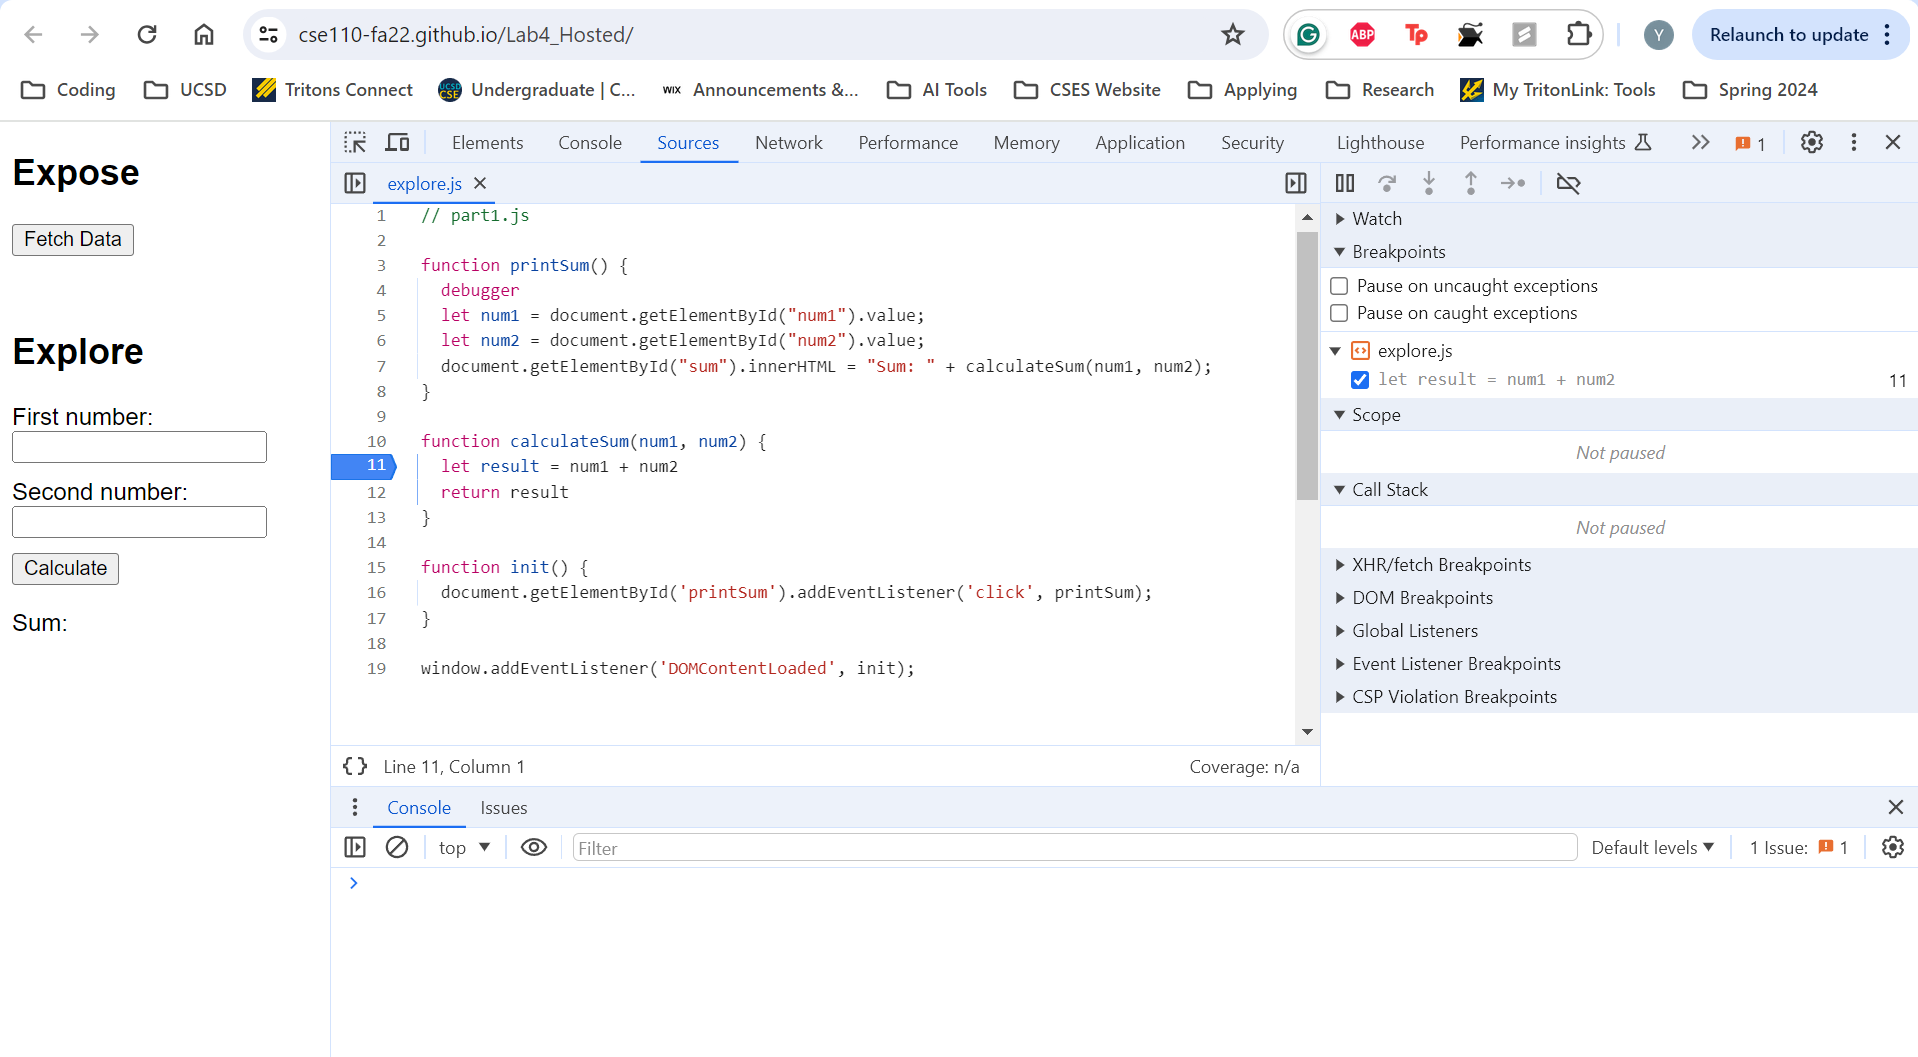 cse110-fa22.github.io/Lab4_Hosted/
ABP
Tp
Y
Relaunch to update
Coding
UCSD
Tritons Connect
UCSD CSE
Undergraduate | C...
WIX
Announcements &...
AI Tools
CSES Website
Applying
Research
My TritonLink: Tools
Spring 2024
Expose
Fetch Data
Explore
First number:
Second number:
Calculate
Sum:
Elements
Console
Sources
Network
Performance
Memory
Application
Security
Lighthouse
Performance insights
1
explore.js
1 // part1.js
2
3 function printSum() {
4 debugger
5 let num1 = document.getElementById("num1").value;
6 let num2 = document.getElementById("num2").value;
7 document.getElementById("sum").innerHTML = "Sum: " + calculateSum(num1, num2);
8 }
9
10 function calculateSum(num1, num2) {
11 let result = num1 + num2
12 return result
13 }
14
15 function init() {
16 document.getElementById('printSum').addEventListener('click', printSum);
17 }
18
19 window.addEventListener('DOMContentLoaded', init);
{} Line 11, Column 1
Coverage: n/a
Watch
Breakpoints
Pause on uncaught exceptions
Pause on caught exceptions
explore.js
let result = num1 + num2 11
Scope
Not paused
Call Stack
Not paused
XHR/fetch Breakpoints
DOM Breakpoints
Global Listeners
Event Listener Breakpoints
CSP Violation Breakpoints
Console
Issues
top
Filter
Default levels
1 Issue: 1